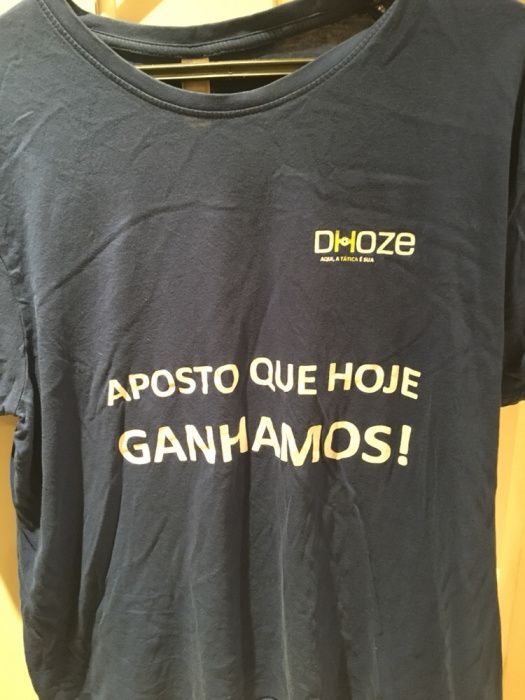 DHOZE
AQUI, A TÁTICA É SUA
APOSTO QUE HOJE
GANHAMOS!